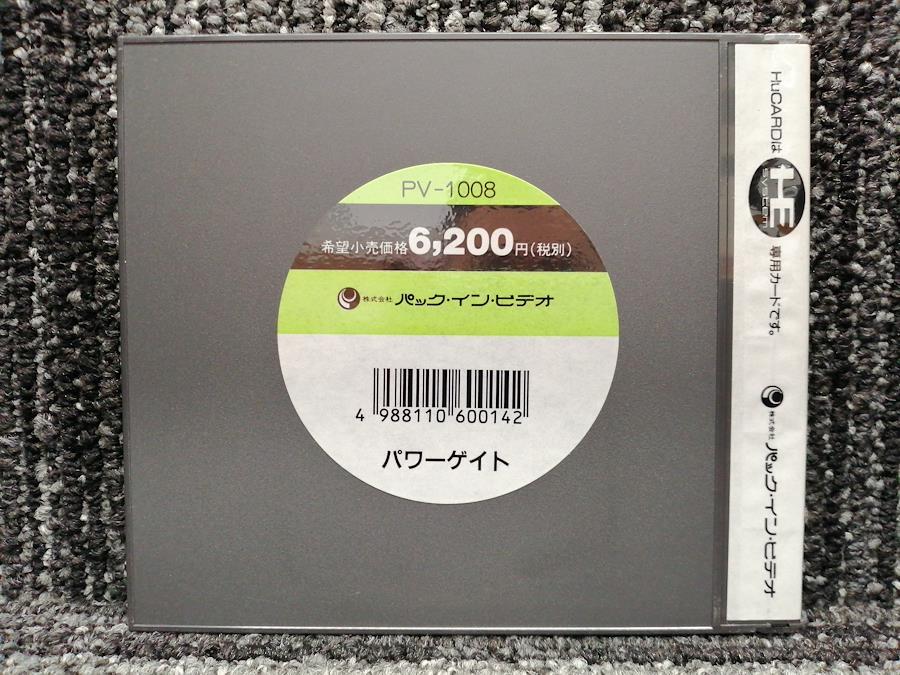 PV-1008
希望小売価格6,200円(税別)
株式会社 パック・イン・ビデオ
4 988110 600142
パワーゲイト
HuCARDは HE SYSTEM 専用カードです。
株式会社 パック・イン・ビデオ